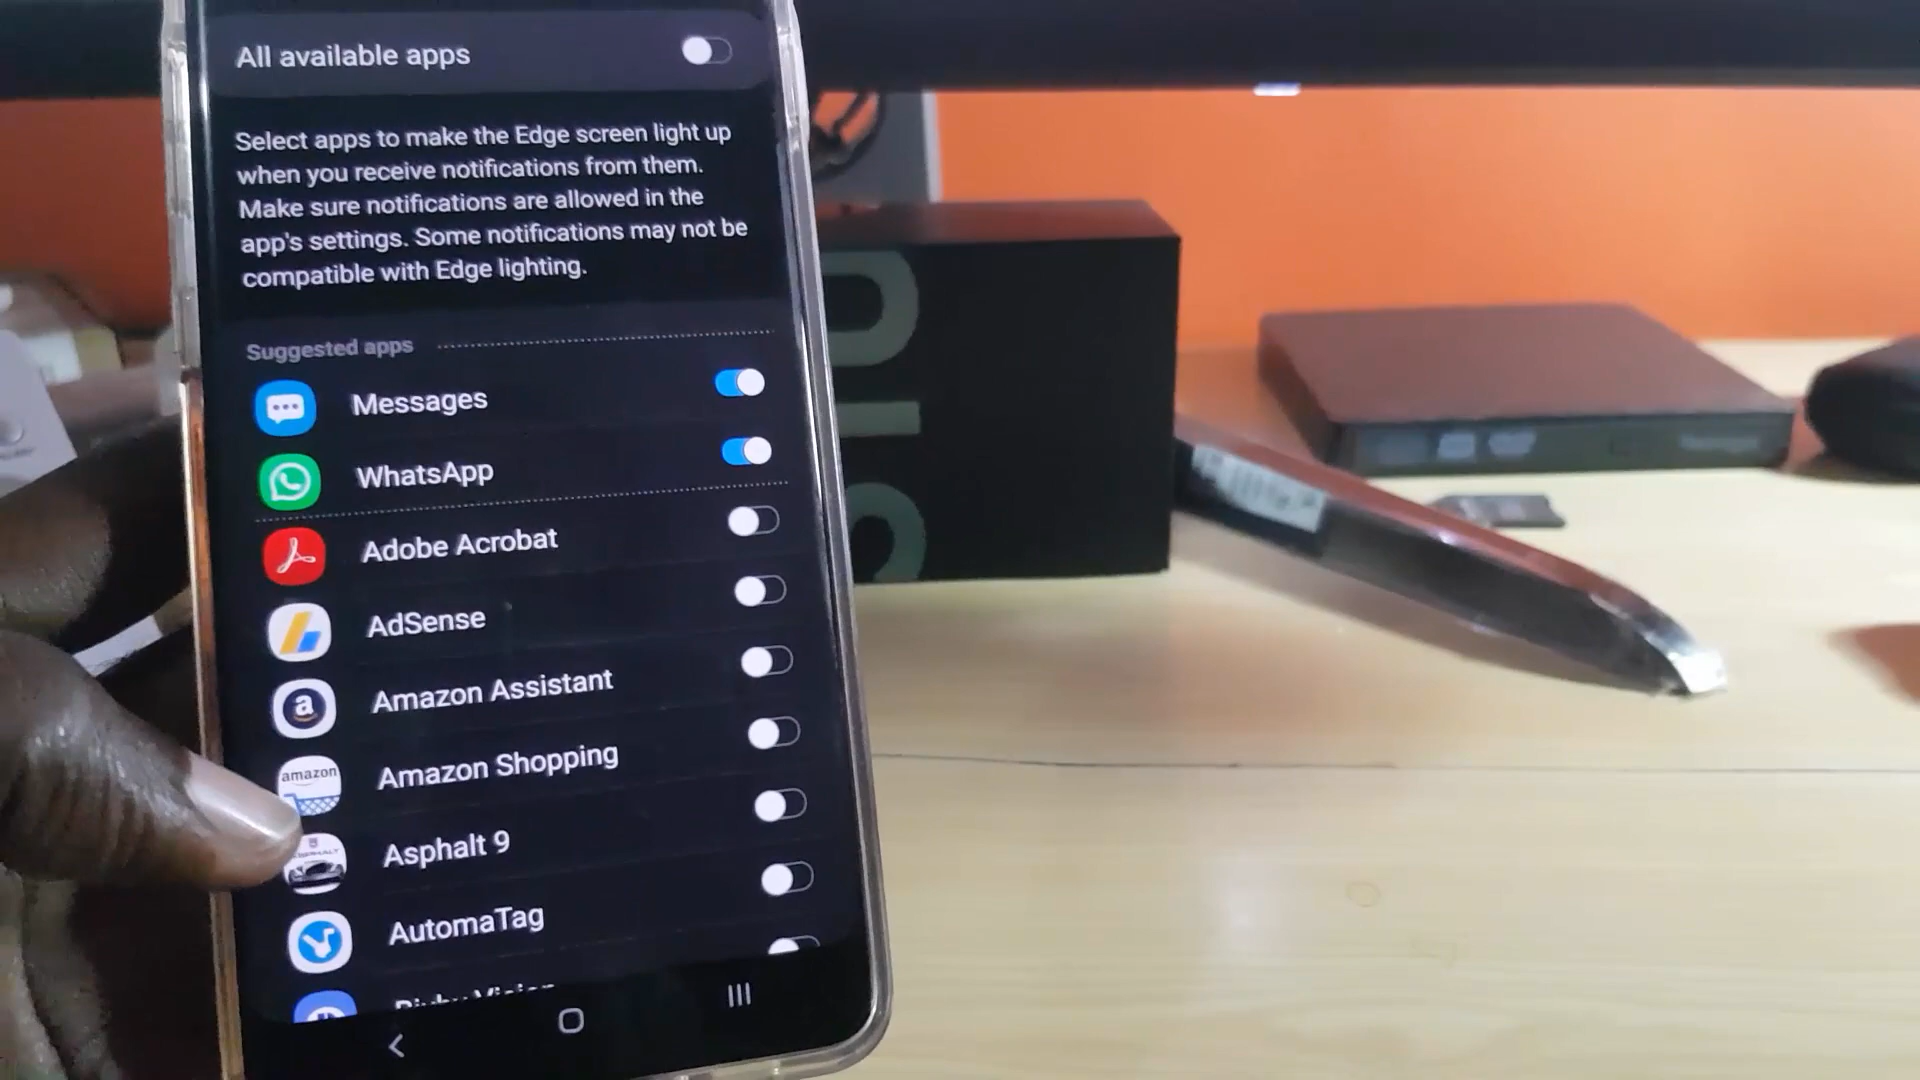 All available apps
Select apps to make the Edge screen light up
when you receive notifications from them.
Make sure notifications are allowed in the
app's settings. Some notifications may not be
compatible with Edge lighting.
Suggested apps
Messages
WhatsApp
Adobe Acrobat
AdSense
Amazon Assistant
amazon
Amazon Shopping
Asphalt 9
AutomaTag
S10